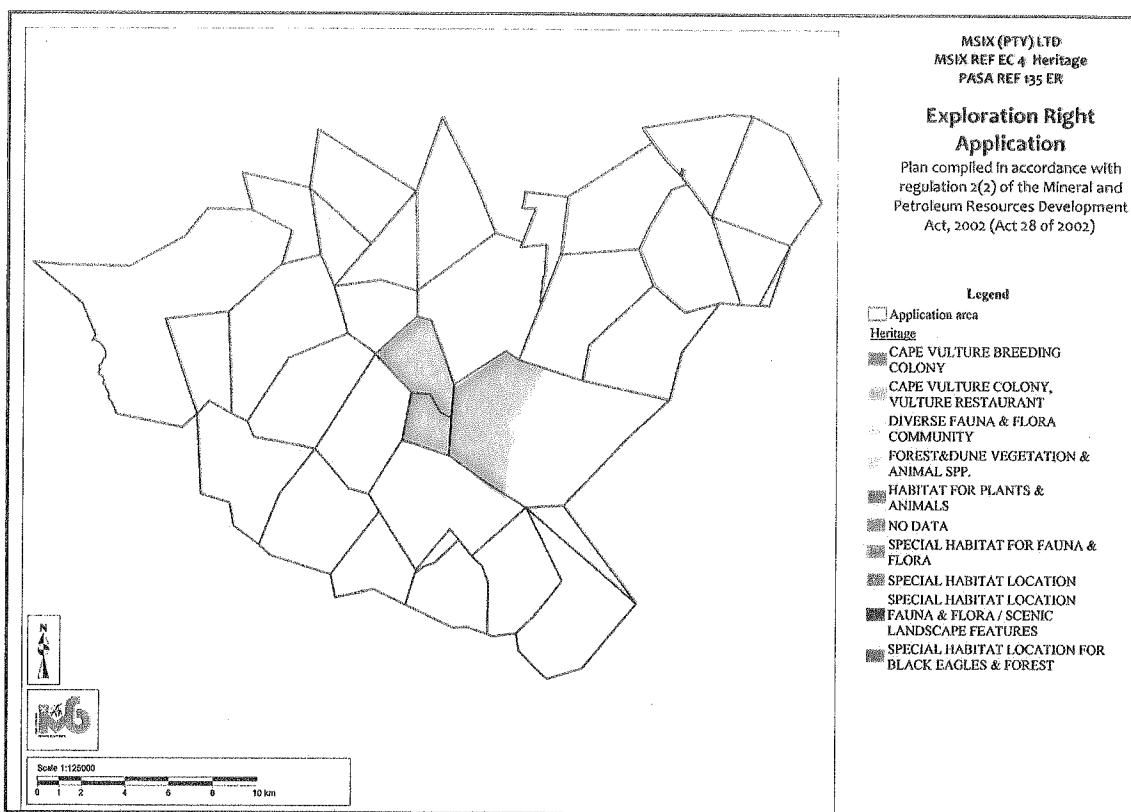 MSIX (PTY) LTD
MSIX REF EC 4 Heritage
PASA REF 135 ER
Exploration Right
Application
Plan compiled in accordance with
regulation 2(2) of the Mineral and
Petroleum Resources Development
Act, 2002 (Act 28 of 2002)
Legend
Application area
Heritage
CAPE VULTURE BREEDING
COLONY
CAPE VULTURE COLONY,
VULTURE RESTAURANT
DIVERSE FAUNA & FLORA
COMMUNITY
FOREST&DUNE VEGETATION &
ANIMAL SPP.
HABITAT FOR PLANTS &
ANIMALS
NO DATA
SPECIAL HABITAT FOR FAUNA &
FLORA
SPECIAL HABITAT LOCATION
SPECIAL HABITAT LOCATION
FAUNA & FLORA / SCENIC
LANDSCAPE FEATURES
SPECIAL HABITAT LOCATION FOR
BLACK EAGLES & FOREST
N
Scale 1:125000
0 1 2 4 6 8 10 km